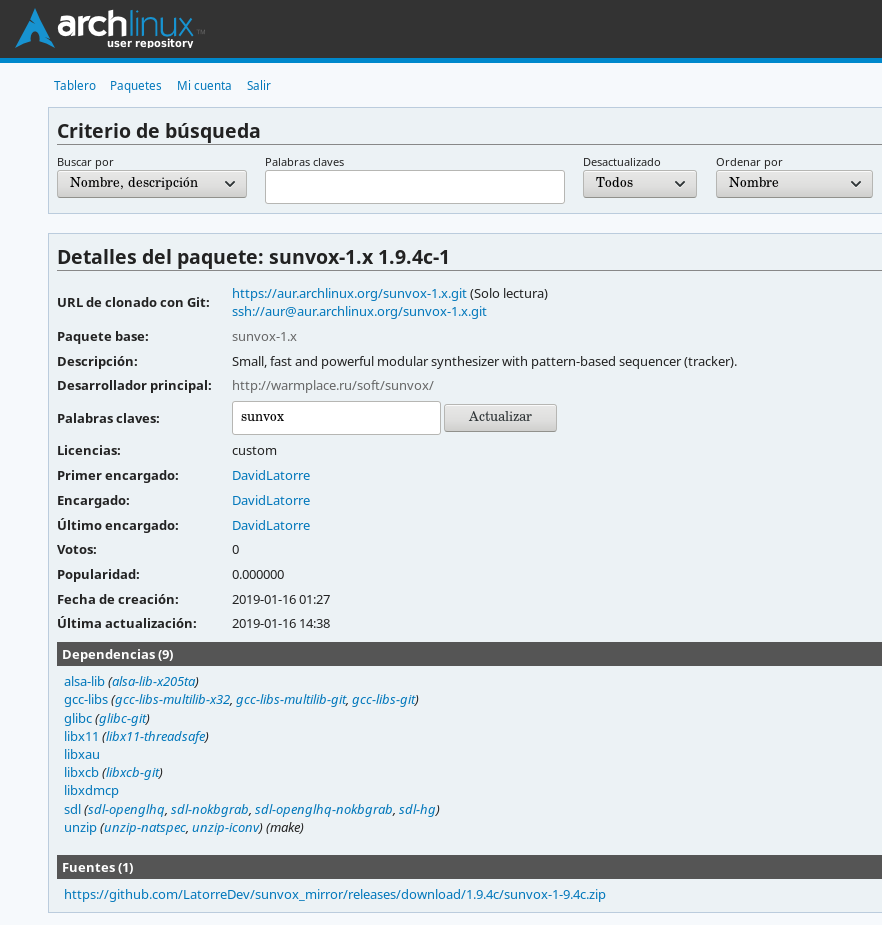 archlinux™
user repository
Tablero Paquetes Mi cuenta Salir
Criterio de búsqueda
Buscar por Palabras claves Desactualizado Ordenar por
Nombre, descripción Todos Nombre
Detalles del paquete: sunvox-1.x 1.9.4c-1
URL de clonado con Git: https://aur.archlinux.org/sunvox-1.x.git (Solo lectura)
ssh://aur@aur.archlinux.org/sunvox-1.x.git
Paquete base: sunvox-1.x
Descripción: Small, fast and powerful modular synthesizer with pattern-based sequencer (tracker).
Desarrollador principal: http://warmplace.ru/soft/sunvox/
Palabras claves: sunvox Actualizar
Licencias: custom
Primer encargado: DavidLatorre
Encargado: DavidLatorre
Último encargado: DavidLatorre
Votos: 0
Popularidad: 0.000000
Fecha de creación: 2019-01-16 01:27
Última actualización: 2019-01-16 14:38
Dependencias (9)
alsa-lib (alsa-lib-x205ta)
gcc-libs (gcc-libs-multilib-x32, gcc-libs-multilib-git, gcc-libs-git)
glibc (glibc-git)
libx11 (libx11-threadsafe)
libxau
libxcb (libxcb-git)
libxdmcp
sdl (sdl-openglhq, sdl-nokbgrab, sdl-openglhq-nokbgrab, sdl-hg)
unzip (unzip-natspec, unzip-iconv) (make)
Fuentes (1)
https://github.com/LatorreDev/sunvox_mirror/releases/download/1.9.4c/sunvox-1-9.4c.zip